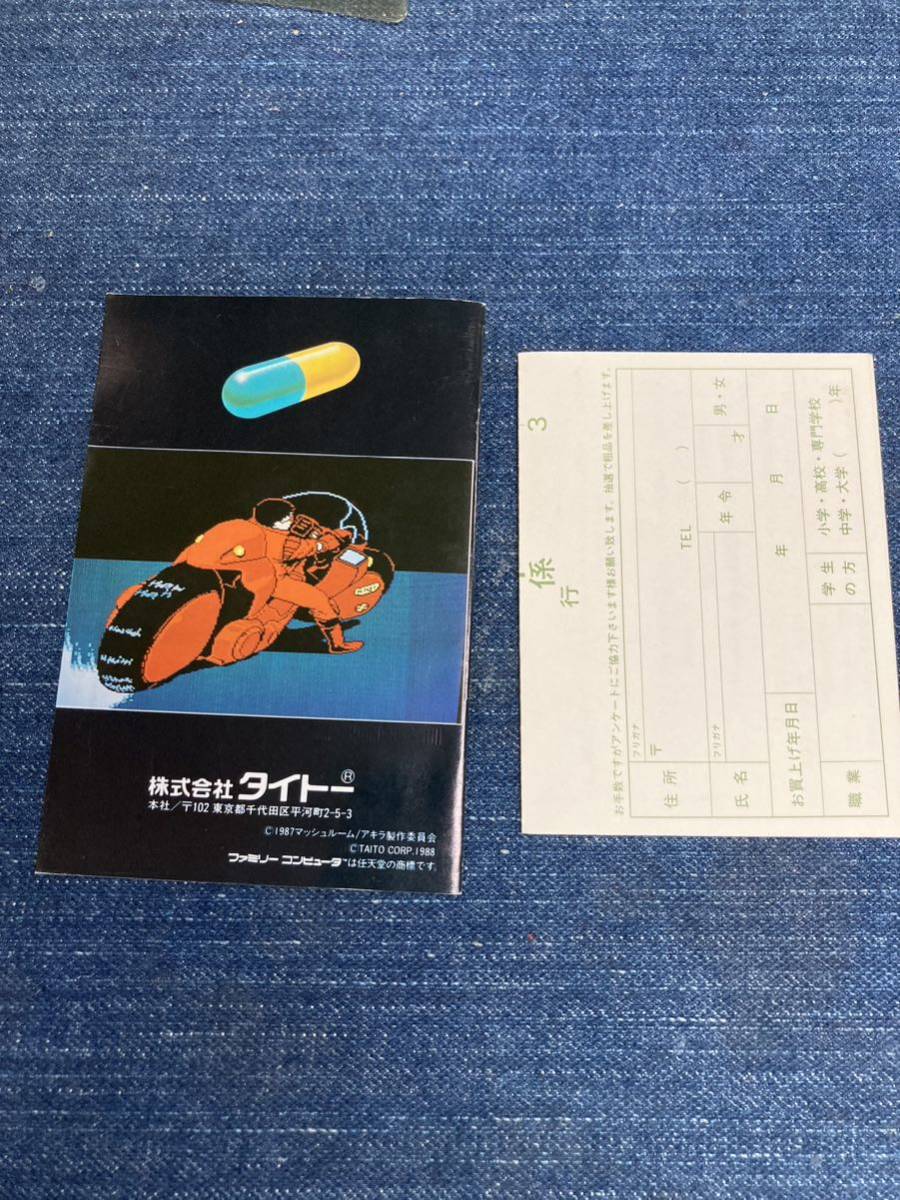 株式会社 タイトー®
本社/〒102 東京都千代田区平河町2-5-3
©1987マッシュルーム/アキラ製作委員会
©TAITO CORP.1988
ファミリー コンピュータ™は任天堂の商標です。
3
係
行
お手数ですがアンケートにご協力下さいます様お願い致します。抽選で粗品を差し上げます。
住所
フリガナ
〒
TEL ( )
氏名
フリガナ
年令
才
男・女
お買上げ年月日
年 月 日
職業
学生の方
小学・高校・専門学校
中学・大学( )年